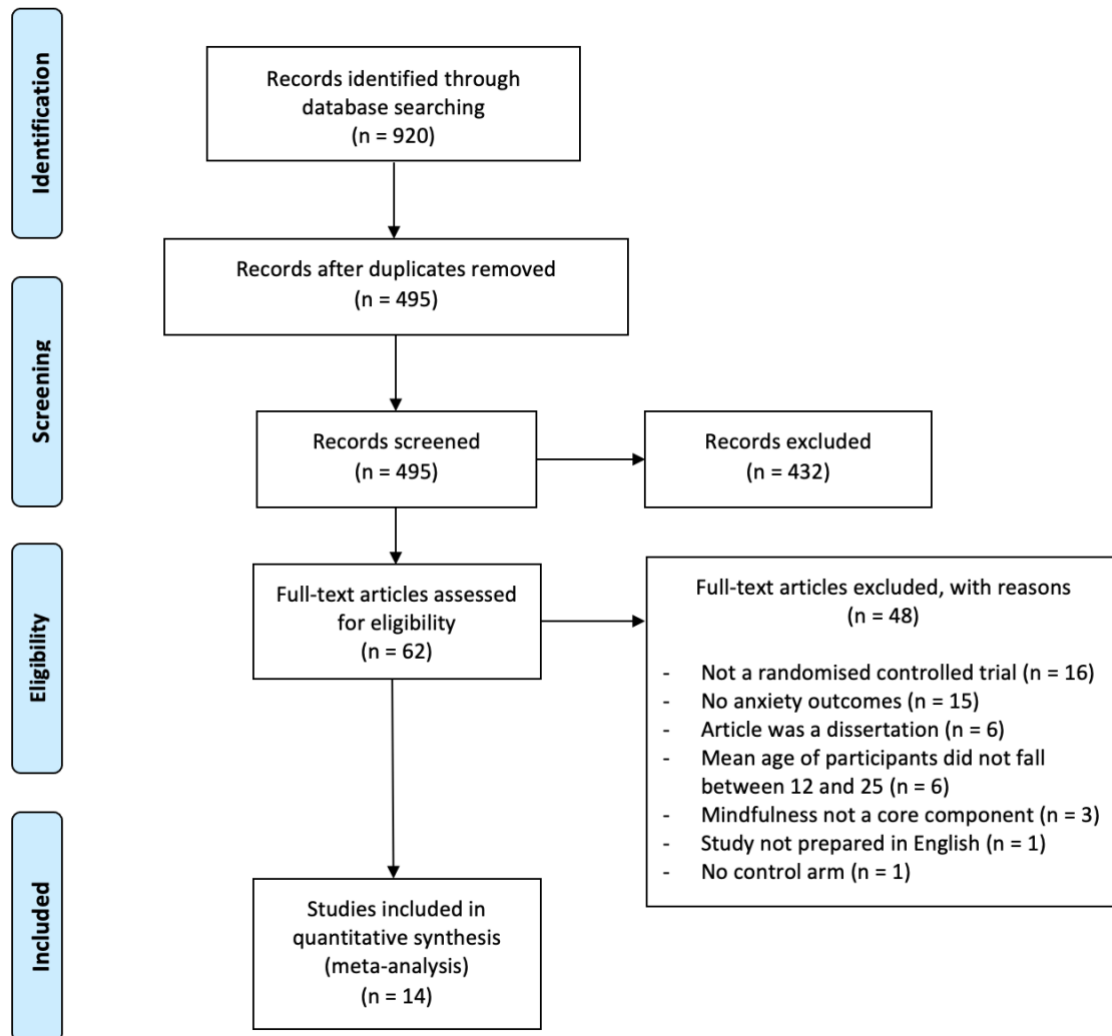 Identification
Records identified through
database searching
(n = 920)
Records after duplicates removed
(n = 495)
Screening
Records screened
(n = 495)
Records excluded
(n = 432)
Eligibility
Full-text articles assessed
for eligibility
(n = 62)
Full-text articles excluded, with reasons
(n = 48)
- Not a randomised controlled trial (n = 16)
- No anxiety outcomes (n = 15)
- Article was a dissertation (n = 6)
- Mean age of participants did not fall
between 12 and 25 (n = 6)
- Mindfulness not a core component (n = 3)
- Study not prepared in English (n = 1)
- No control arm (n = 1)
Included
Studies included in
quantitative synthesis
(meta-analysis)
(n = 14)